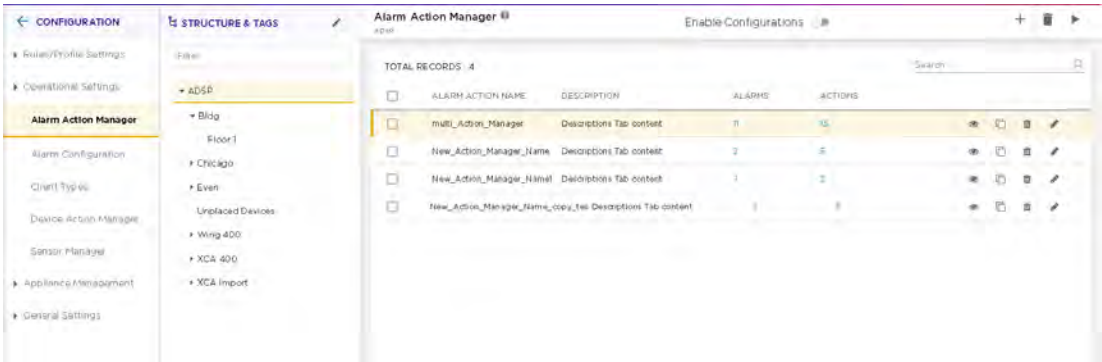 CONFIGURATION
Rules/Profile Settings
Operational Settings
Alarm Action Manager
Alarm Configuration
Client Types
Device Action Manager
Sensor Manager
Appliance Management
General Settings
STRUCTURE & TAGS
Filter
ADSP
Bldg
Floor1
Chicago
Even
Unplaced Devices
Wing 400
XCA 400
XCA Import
Alarm Action Manager
ADSP
Enable Configurations
TOTAL RECORDS 4
Search
ALARM ACTION NAME DESCRIPTION ALARMS ACTIONS
multi_Action_Manager Descriptions Tab content 11 15
New_Action_Manager_Name Descriptions Tab content 2 5
New_Action_Manager_Name1 Descriptions Tab content 2
New_Action_Manager_Name_copy_tes Descriptions Tab content